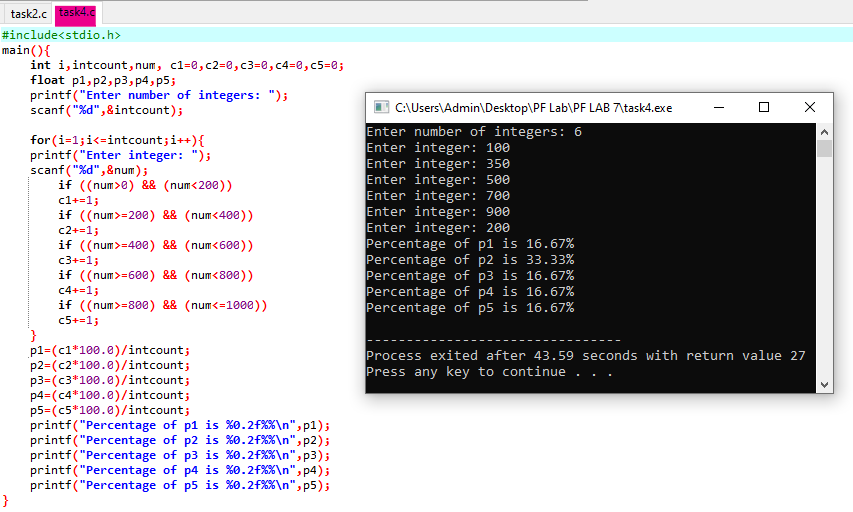 task2.c task4.c
#include<stdio.h>
main(){
int i,intcount,num, c1=0,c2=0,c3=0,c4=0,c5=0;
float p1,p2,p3,p4,p5;
printf("Enter number of integers: ");
scanf("%d",&intcount);
for(i=1;i<=intcount;i++){
printf("Enter integer: ");
scanf("%d",&num);
if ((num>0) && (num<200))
c1+=1;
if ((num>=200) && (num<400))
c2+=1;
if ((num>=400) && (num<600))
c3+=1;
if ((num>=600) && (num<800))
c4+=1;
if ((num>=800) && (num<=1000))
c5+=1;
}
p1=(c1*100.0)/intcount;
p2=(c2*100.0)/intcount;
p3=(c3*100.0)/intcount;
p4=(c4*100.0)/intcount;
p5=(c5*100.0)/intcount;
printf("Percentage of p1 is %0.2f%%\n",p1);
printf("Percentage of p2 is %0.2f%%\n",p2);
printf("Percentage of p3 is %0.2f%%\n",p3);
printf("Percentage of p4 is %0.2f%%\n",p4);
printf("Percentage of p5 is %0.2f%%\n",p5);
}
C:\Users\Admin\Desktop\PF Lab\PF LAB 7\task4.exe
Enter number of integers: 6
Enter integer: 100
Enter integer: 350
Enter integer: 500
Enter integer: 700
Enter integer: 900
Enter integer: 200
Percentage of p1 is 16.67%
Percentage of p2 is 33.33%
Percentage of p3 is 16.67%
Percentage of p4 is 16.67%
Percentage of p5 is 16.67%
--------------------------------
Process exited after 43.59 seconds with return value 27
Press any key to continue . . .